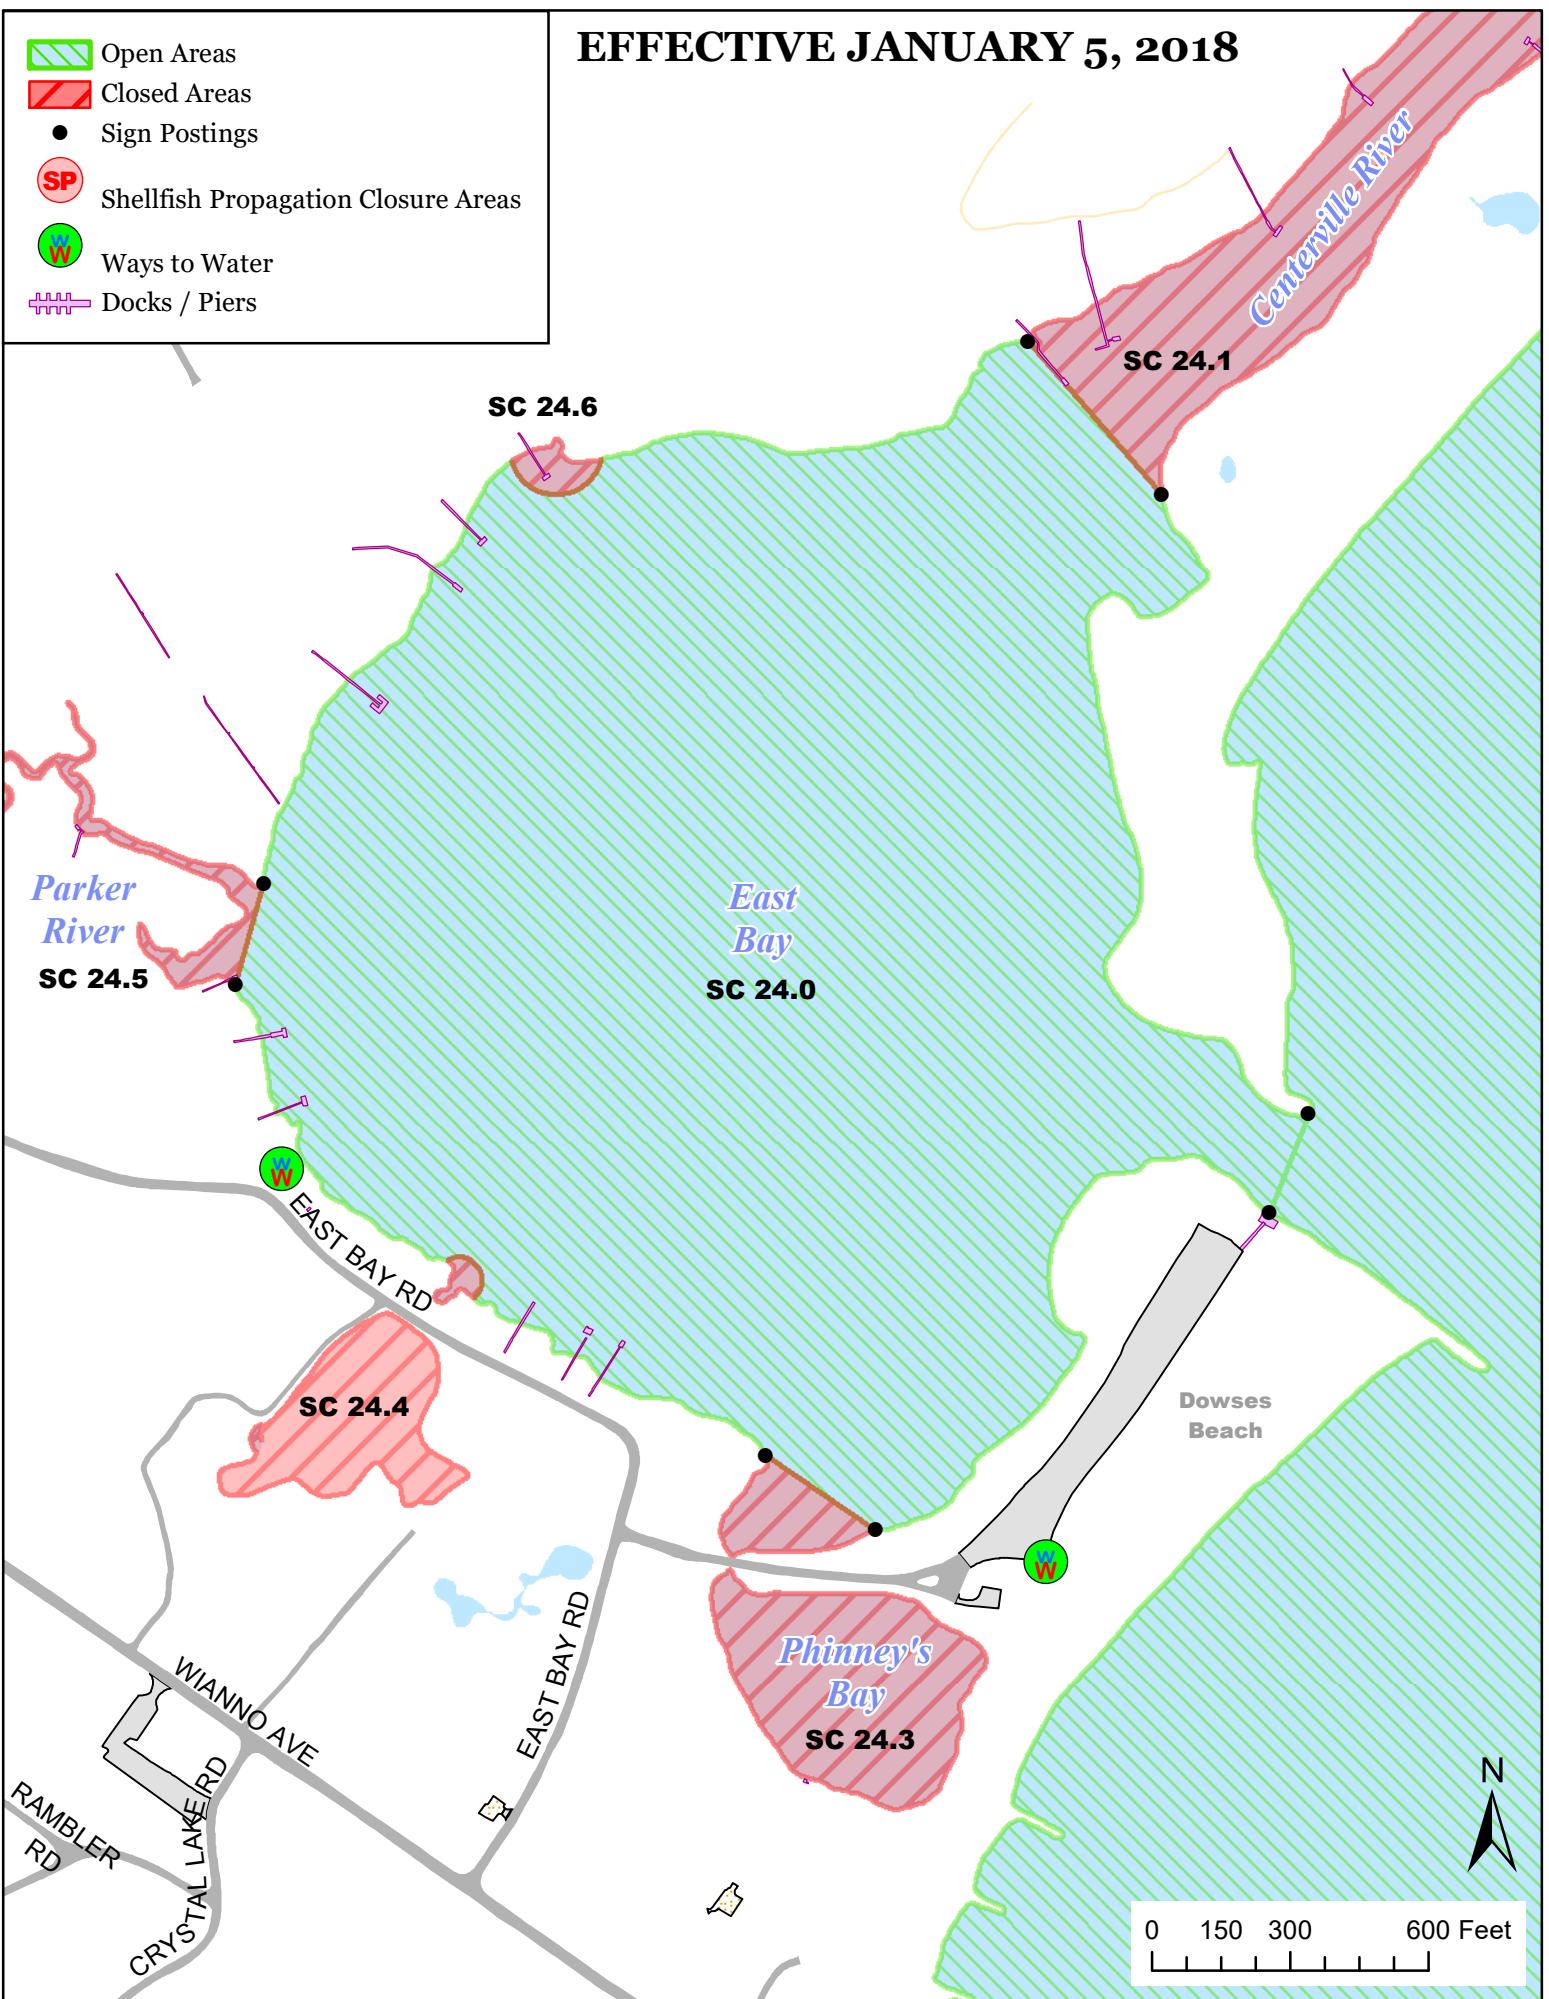 EFFECTIVE JANUARY 5, 2018
Open Areas
Closed Areas
Sign Postings
SP
Shellfish Propagation Closure Areas
W
W
Ways to Water
Docks / Piers
Centerville River
SC 24.1
SC 24.6
Parker
River
SC 24.5
East
Bay
SC 24.0
W
W
EAST BAY RD
SC 24.4
Dowses
Beach
W
W
EAST BAY RD
Phinney's
Bay
SC 24.3
WIANNO AVE
CRYSTAL LAKE RD
RAMBLER
RD
N
0 150 300 600 Feet